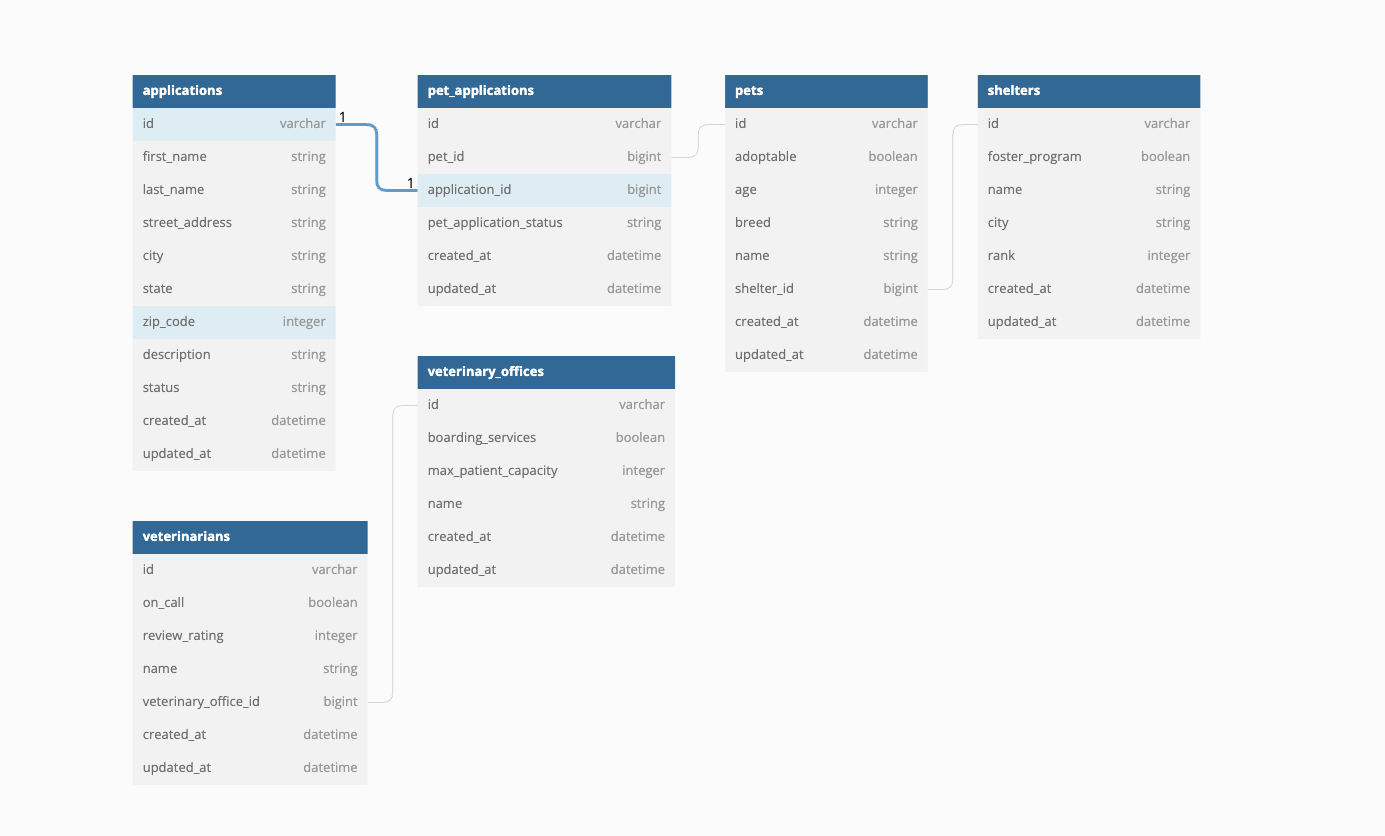 applications
id varchar
first_name string
last_name string
street_address string
city string
state string
zip_code integer
description string
status string
created_at datetime
updated_at datetime
1
1
pet_applications
id varchar
pet_id bigint
application_id bigint
pet_application_status string
created_at datetime
updated_at datetime
pets
id varchar
adoptable boolean
age integer
breed string
name string
shelter_id bigint
created_at datetime
updated_at datetime
shelters
id varchar
foster_program boolean
name string
city string
rank integer
created_at datetime
updated_at datetime
veterinary_offices
id varchar
boarding_services boolean
max_patient_capacity integer
name string
created_at datetime
updated_at datetime
veterinarians
id varchar
on_call boolean
review_rating integer
name string
veterinary_office_id bigint
created_at datetime
updated_at datetime